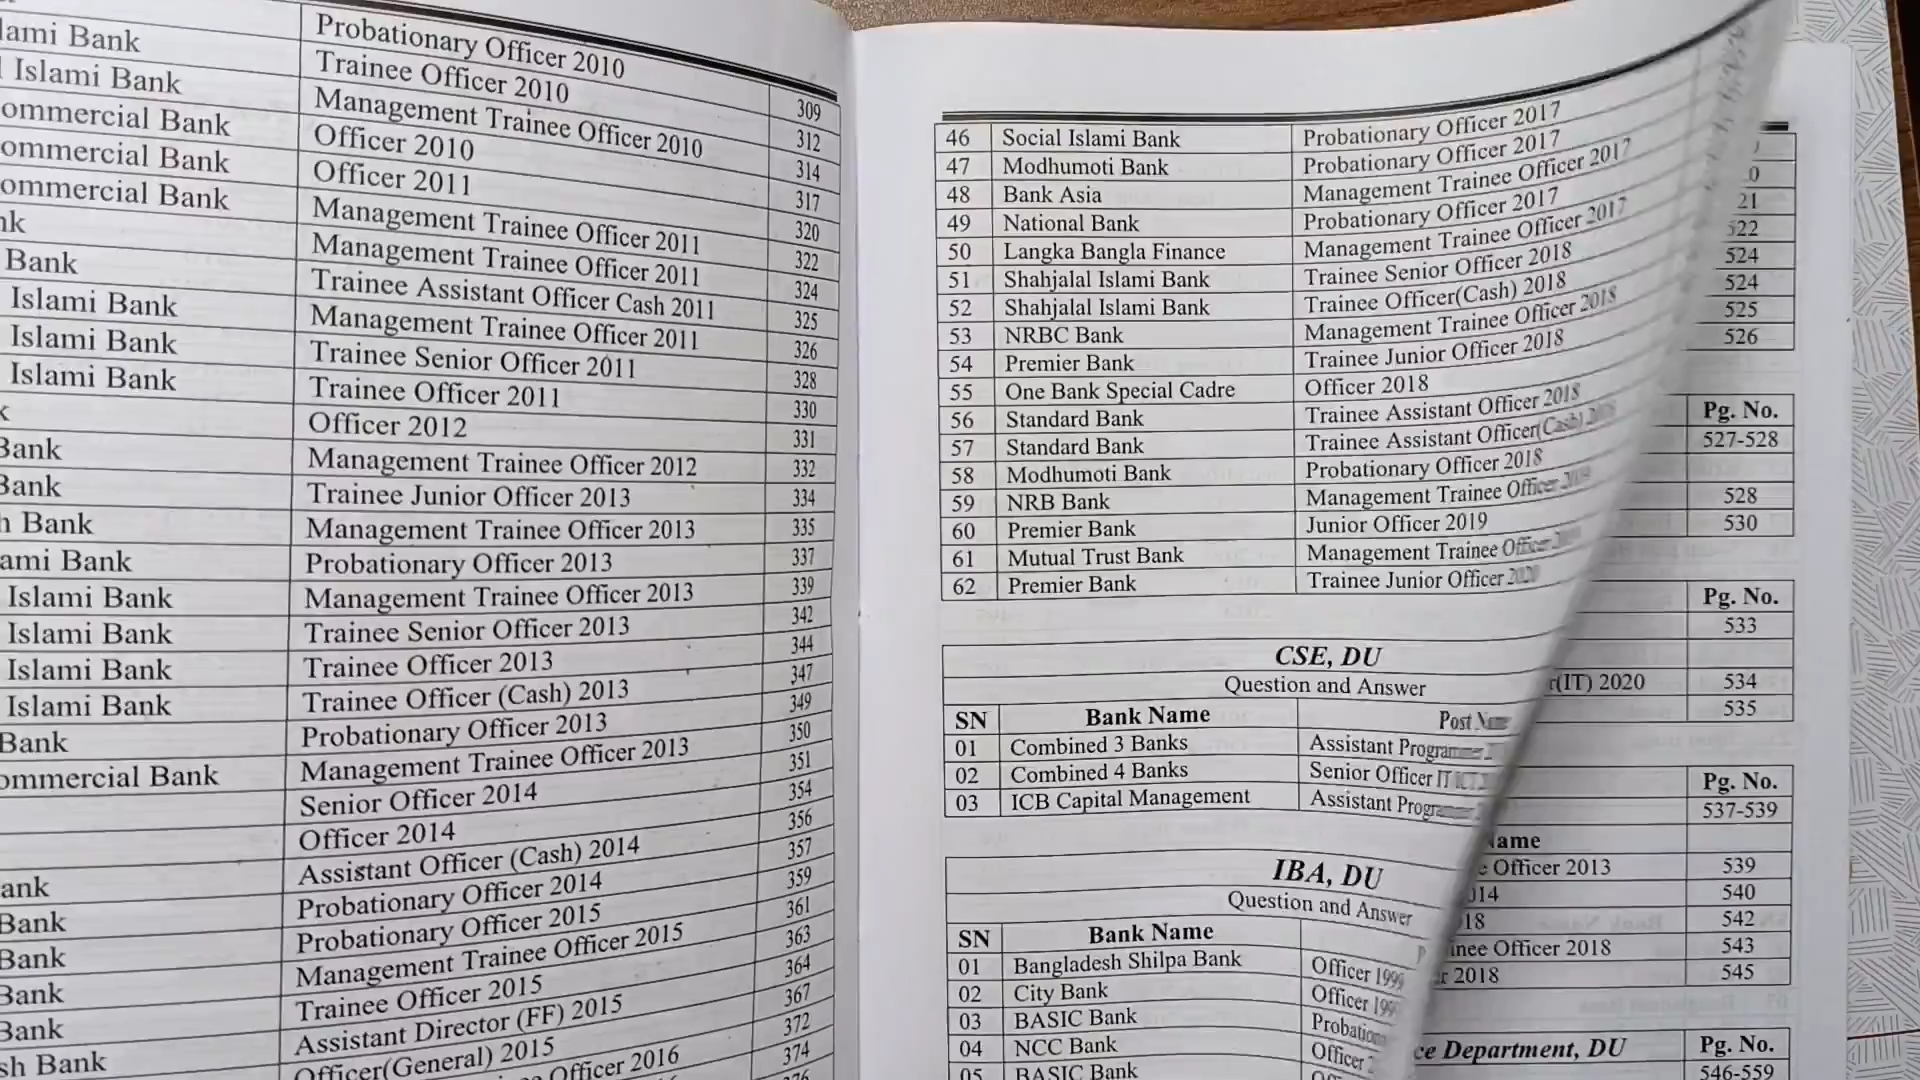 lami Bank Probationary Officer 2010
Islami Bank Trainee Officer 2010 309
ommercial Bank Management Trainee Officer 2010 312
ommercial Bank Officer 2010 314
ommercial Bank Officer 2011 317
nk Management Trainee Officer 2011 320
Bank Management Trainee Officer 2011 322
Islami Bank Trainee Assistant Officer Cash 2011 324
Islami Bank Management Trainee Officer 2011 325
Islami Bank Trainee Senior Officer 2011 326
Trainee Officer 2011 328
Bank Officer 2012 330
Bank Management Trainee Officer 2012 331
h Bank Trainee Junior Officer 2013 332
ami Bank Management Trainee Officer 2013 334
Islami Bank Probationary Officer 2013 335
Islami Bank Management Trainee Officer 2013 337
Islami Bank Trainee Senior Officer 2013 339
Islami Bank Trainee Officer 2013 342
Bank Trainee Officer (Cash) 2013 344
ommercial Bank Probationary Officer 2013 347
Management Trainee Officer 2013 349
Senior Officer 2014 350
ank Officer 2014 351
Bank Assistant Officer (Cash) 2014 354
Bank Probationary Officer 2014 356
Bank Probationary Officer 2015 357
Bank Management Trainee Officer 2015 359
sh Bank Trainee Officer 2015 361
Assistant Director (FF) 2015 363
Officer(General) 2015 364
Officer 2016 367
372
374
46 Social Islami Bank Probationary Officer 2017
47 Modhumoti Bank Probationary Officer 2017
48 Bank Asia Management Trainee Officer 2017
49 National Bank Probationary Officer 2017
50 Langka Bangla Finance Management Trainee Officer 2017
51 Shahjalal Islami Bank Trainee Senior Officer 2018
52 Shahjalal Islami Bank Trainee Officer(Cash) 2018
53 NRBC Bank Management Trainee Officer 2018
54 Premier Bank Trainee Junior Officer 2018
55 One Bank Special Cadre Officer 2018
56 Standard Bank Trainee Assistant Officer 2018
57 Standard Bank Trainee Assistant Officer(Cash)
58 Modhumoti Bank Probationary Officer 2018
59 NRB Bank Management Trainee Officer
60 Premier Bank Junior Officer 2019
61 Mutual Trust Bank Management Trainee Officer
62 Premier Bank Trainee Junior Officer 2020
CSE, DU
Question and Answer
SN Bank Name Post Name
01 Combined 3 Banks Assistant Programmer
02 Combined 4 Banks Senior Officer IT
03 ICB Capital Management Assistant Programmer
IBA, DU
Question and Answer
SN Bank Name
01 Bangladesh Shilpa Bank Officer 1999
02 City Bank Officer 199
03 BASIC Bank Probation
04 NCC Bank Officer
05 BASIC Bank
21
522
524
524
525
526
Pg. No.
527-528
528
530
Pg. No.
533
r(IT) 2020 534
535
Pg. No.
537-539
Name
e Officer 2013 539
014 540
18 542
inee Officer 2018 543
r 2018 545
ce Department, DU Pg. No.
546-559